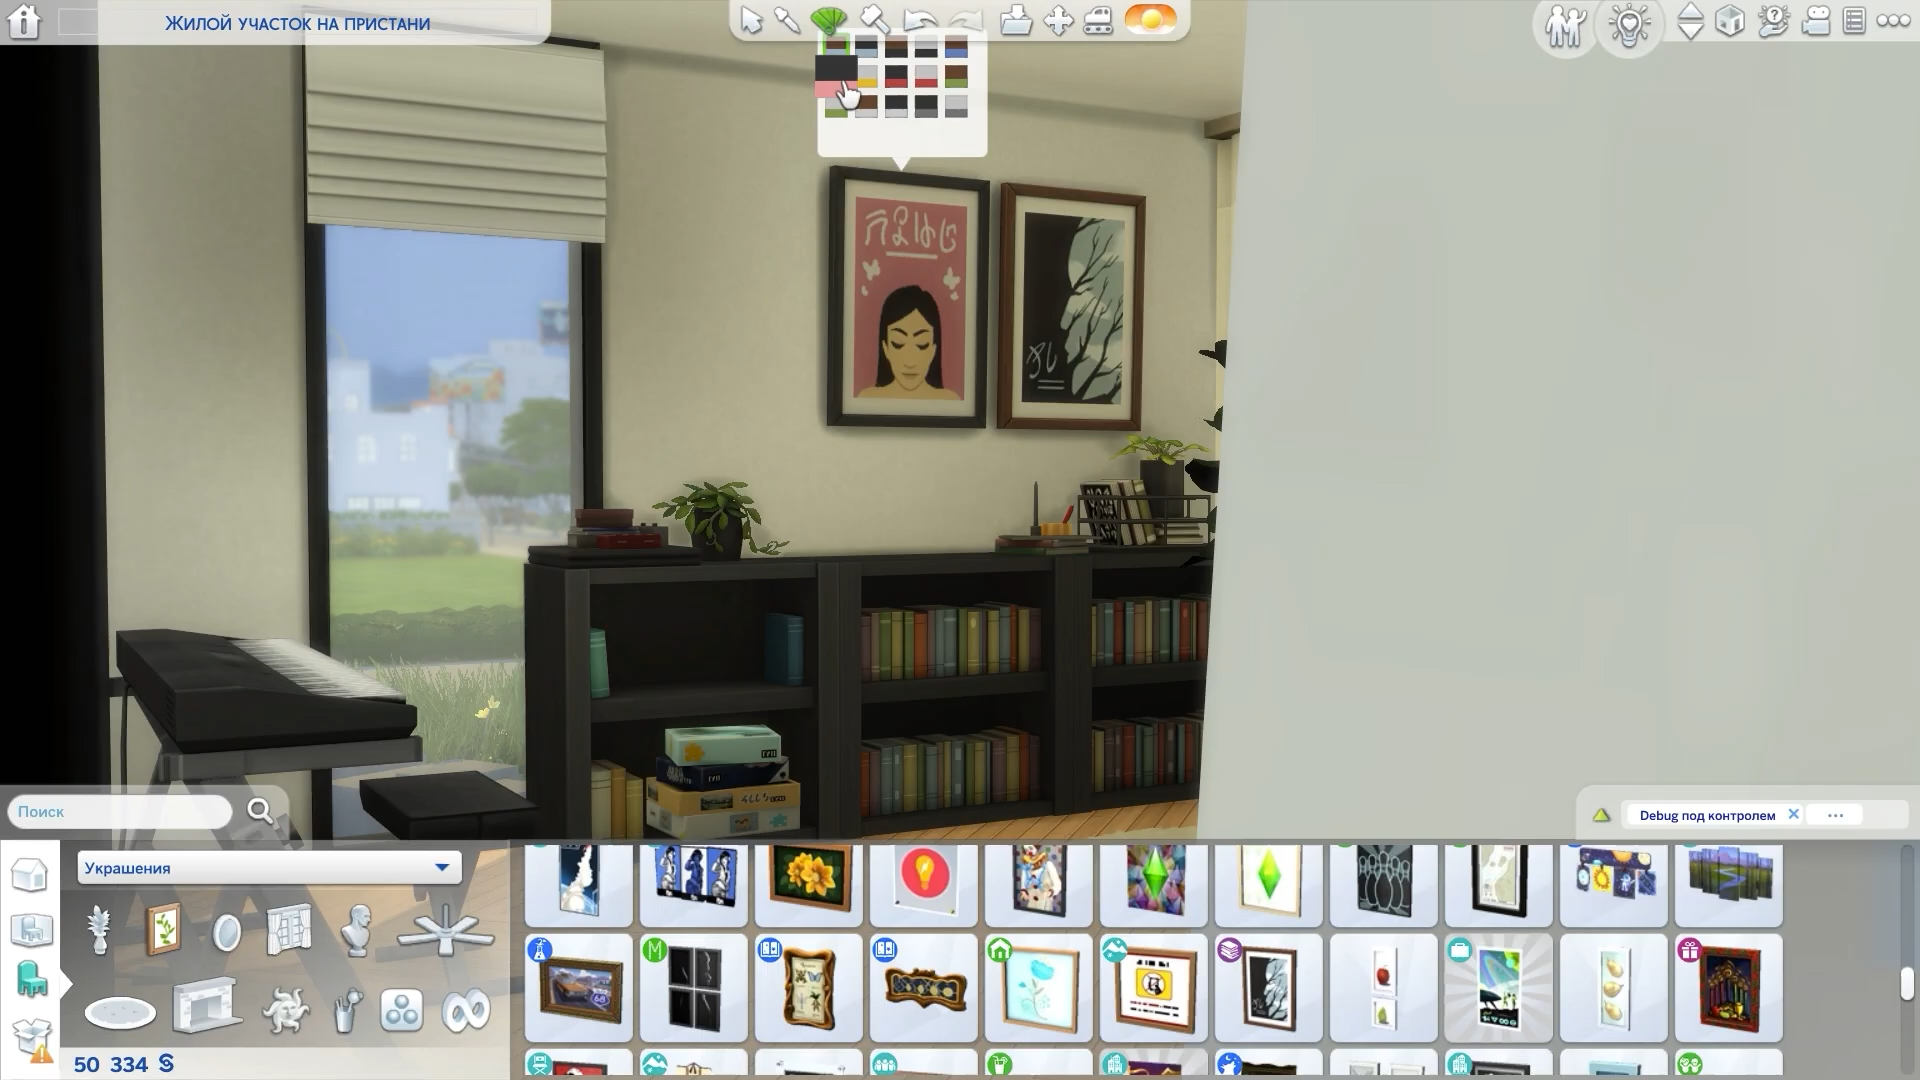 Жилой участок на пристани
Поиск
Debug под контролем
...
Украшения
50 334 S